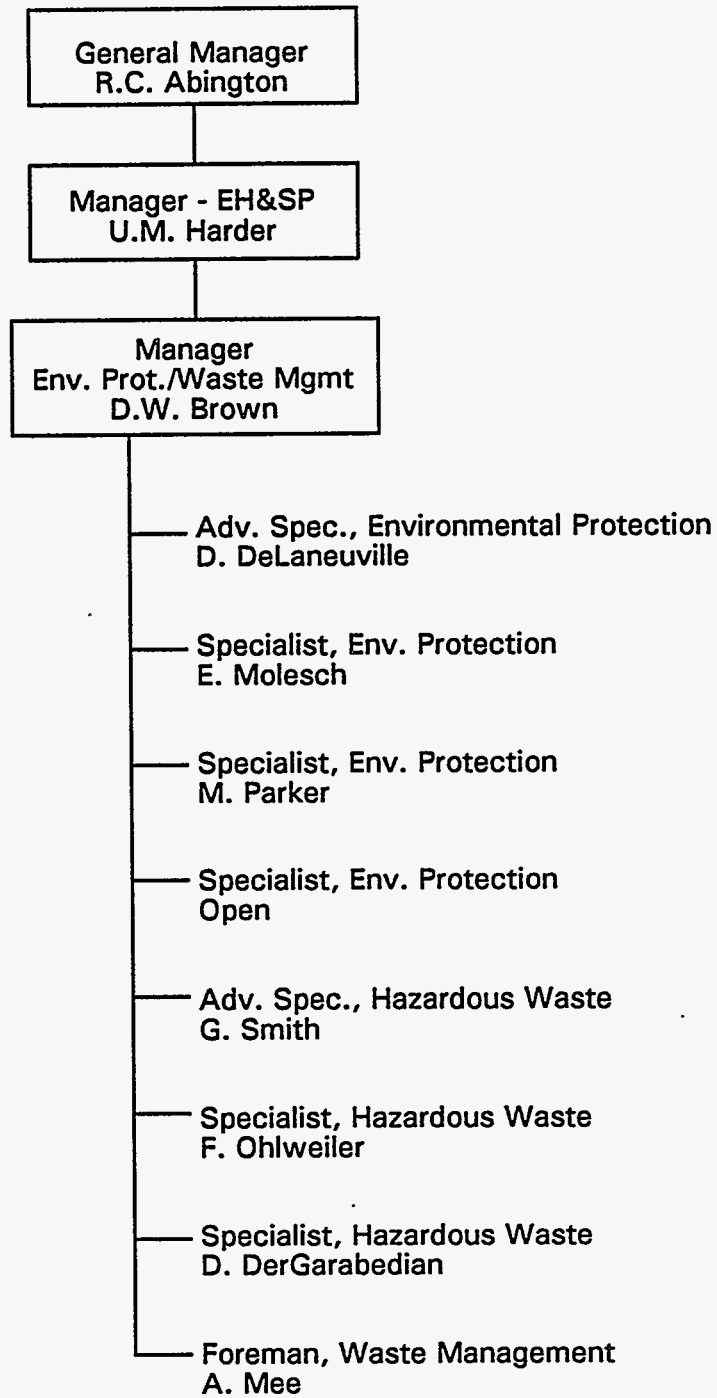 General Manager
R.C. Abington
Manager - EH&SP
U.M. Harder
Manager
Env. Prot./Waste Mgmt
D.W. Brown
Adv. Spec., Environmental Protection
D. DeLaneuville
Specialist, Env. Protection
E. Molesch
Specialist, Env. Protection
M. Parker
Specialist, Env. Protection
Open
Adv. Spec., Hazardous Waste
G. Smith
Specialist, Hazardous Waste
F. Ohlweiler
Specialist, Hazardous Waste
D. DerGarabedian
Foreman, Waste Management
A. Mee